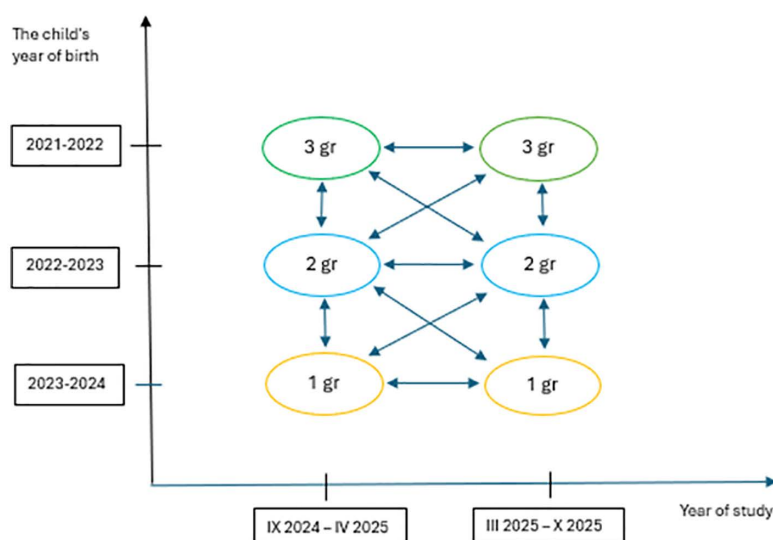 The child's
year of birth
2021-2022
3 gr
3 gr
2022-2023
2 gr
2 gr
2023-2024
1 gr
1 gr
IX 2024 – IV 2025
III 2025 – X 2025
Year of study